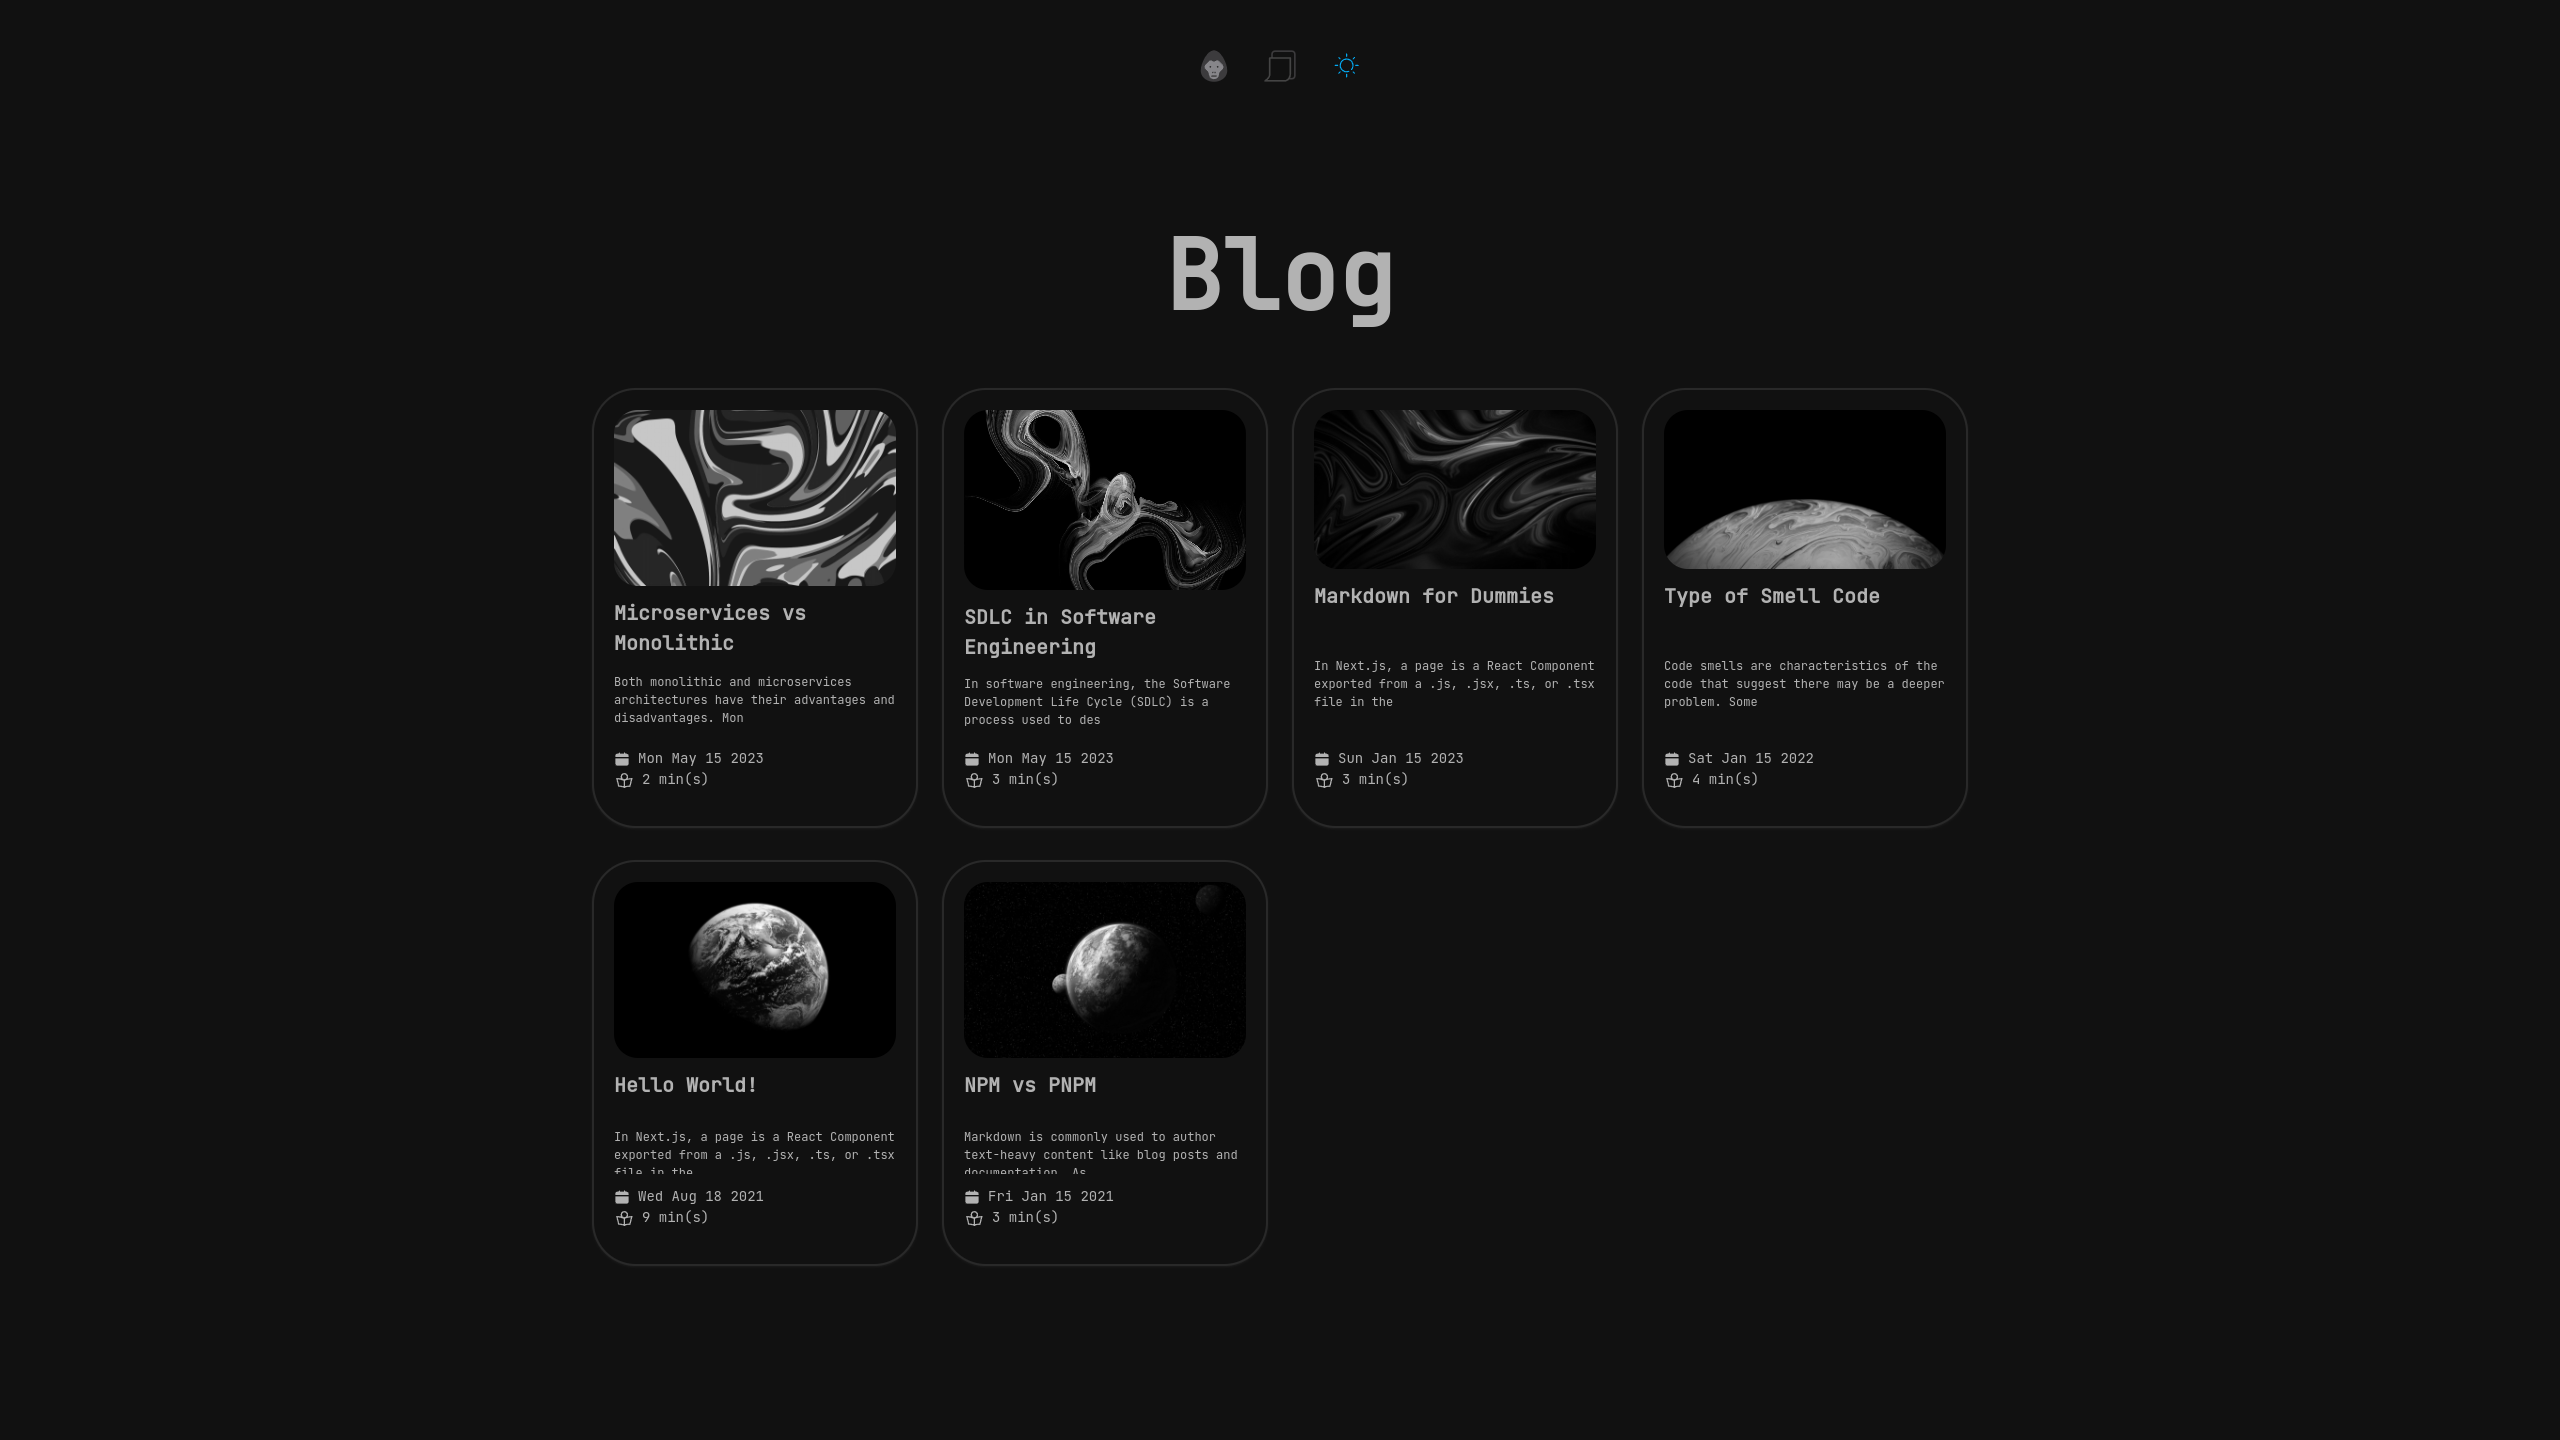 Blog
Microservices vs
Monolithic
Both monolithic and microservices
architectures have their advantages and
disadvantages. Mon
Mon May 15 2023
2 min(s)
SDLC in Software
Engineering
In software engineering, the Software
Development Life Cycle (SDLC) is a
process used to des
Mon May 15 2023
3 min(s)
Markdown for Dummies
In Next.js, a page is a React Component
exported from a .js, .jsx, .ts, or .tsx
file in the
Sun Jan 15 2023
3 min(s)
Type of Smell Code
Code smells are characteristics of the
code that suggest there may be a deeper
problem. Some
Sat Jan 15 2022
4 min(s)
Hello World!
In Next.js, a page is a React Component
exported from a .js, .jsx, .ts, or .tsx
file in the
Wed Aug 18 2021
9 min(s)
NPM vs PNPM
Markdown is commonly used to author
text-heavy content like blog posts and
documentation. As
Fri Jan 15 2021
3 min(s)